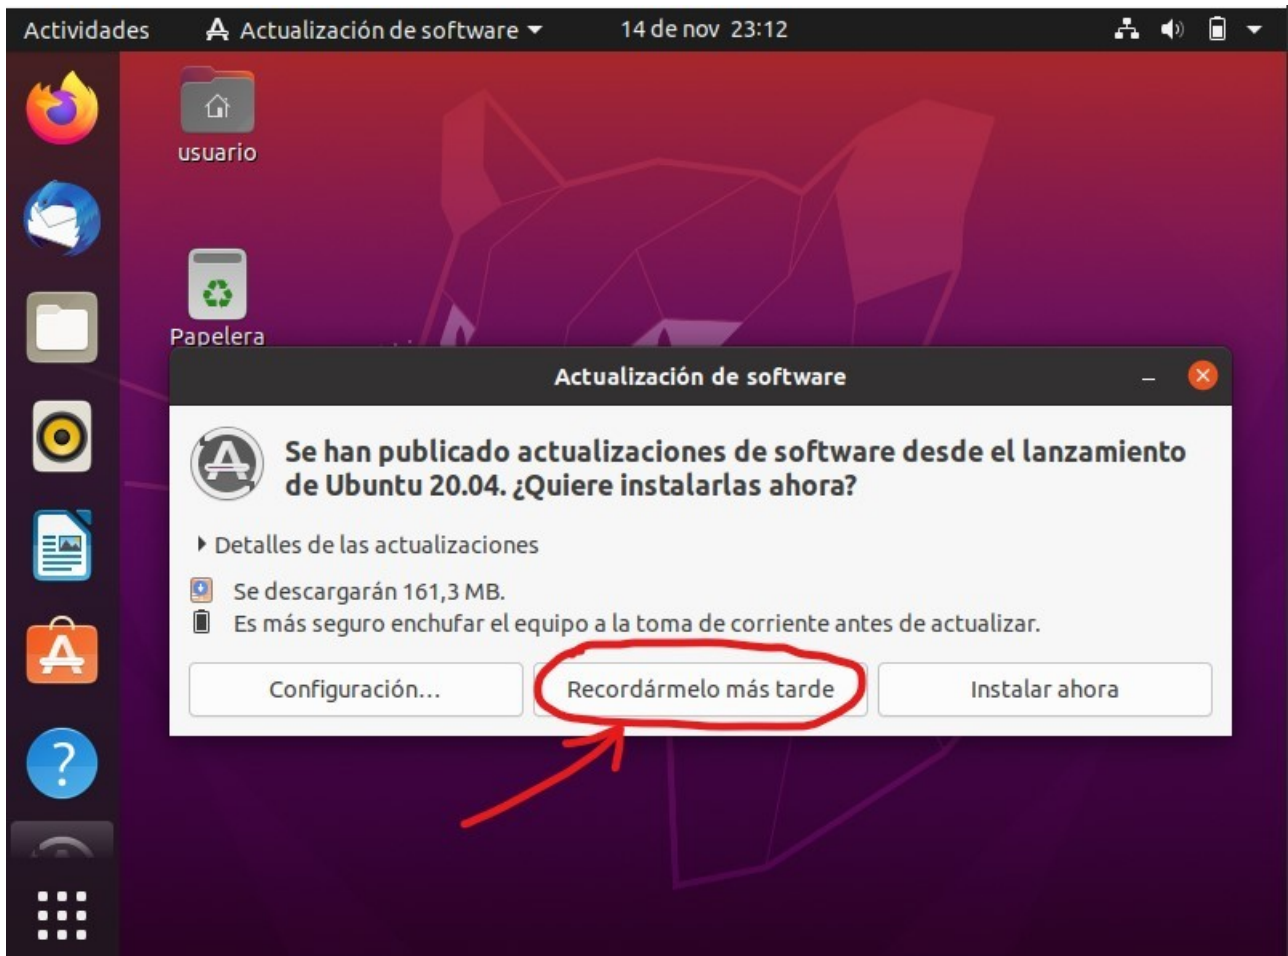 Actividades Actualización de software 14 de nov 23:12
usuario
Papelera
Actualización de software
Se han publicado actualizaciones de software desde el lanzamiento
de Ubuntu 20.04. ¿Quiere instalarlas ahora?
Detalles de las actualizaciones
Se descargarán 161,3 MB.
Es más seguro enchufar el equipo a la toma de corriente antes de actualizar.
Configuración... Recordármelo más tarde Instalar ahora